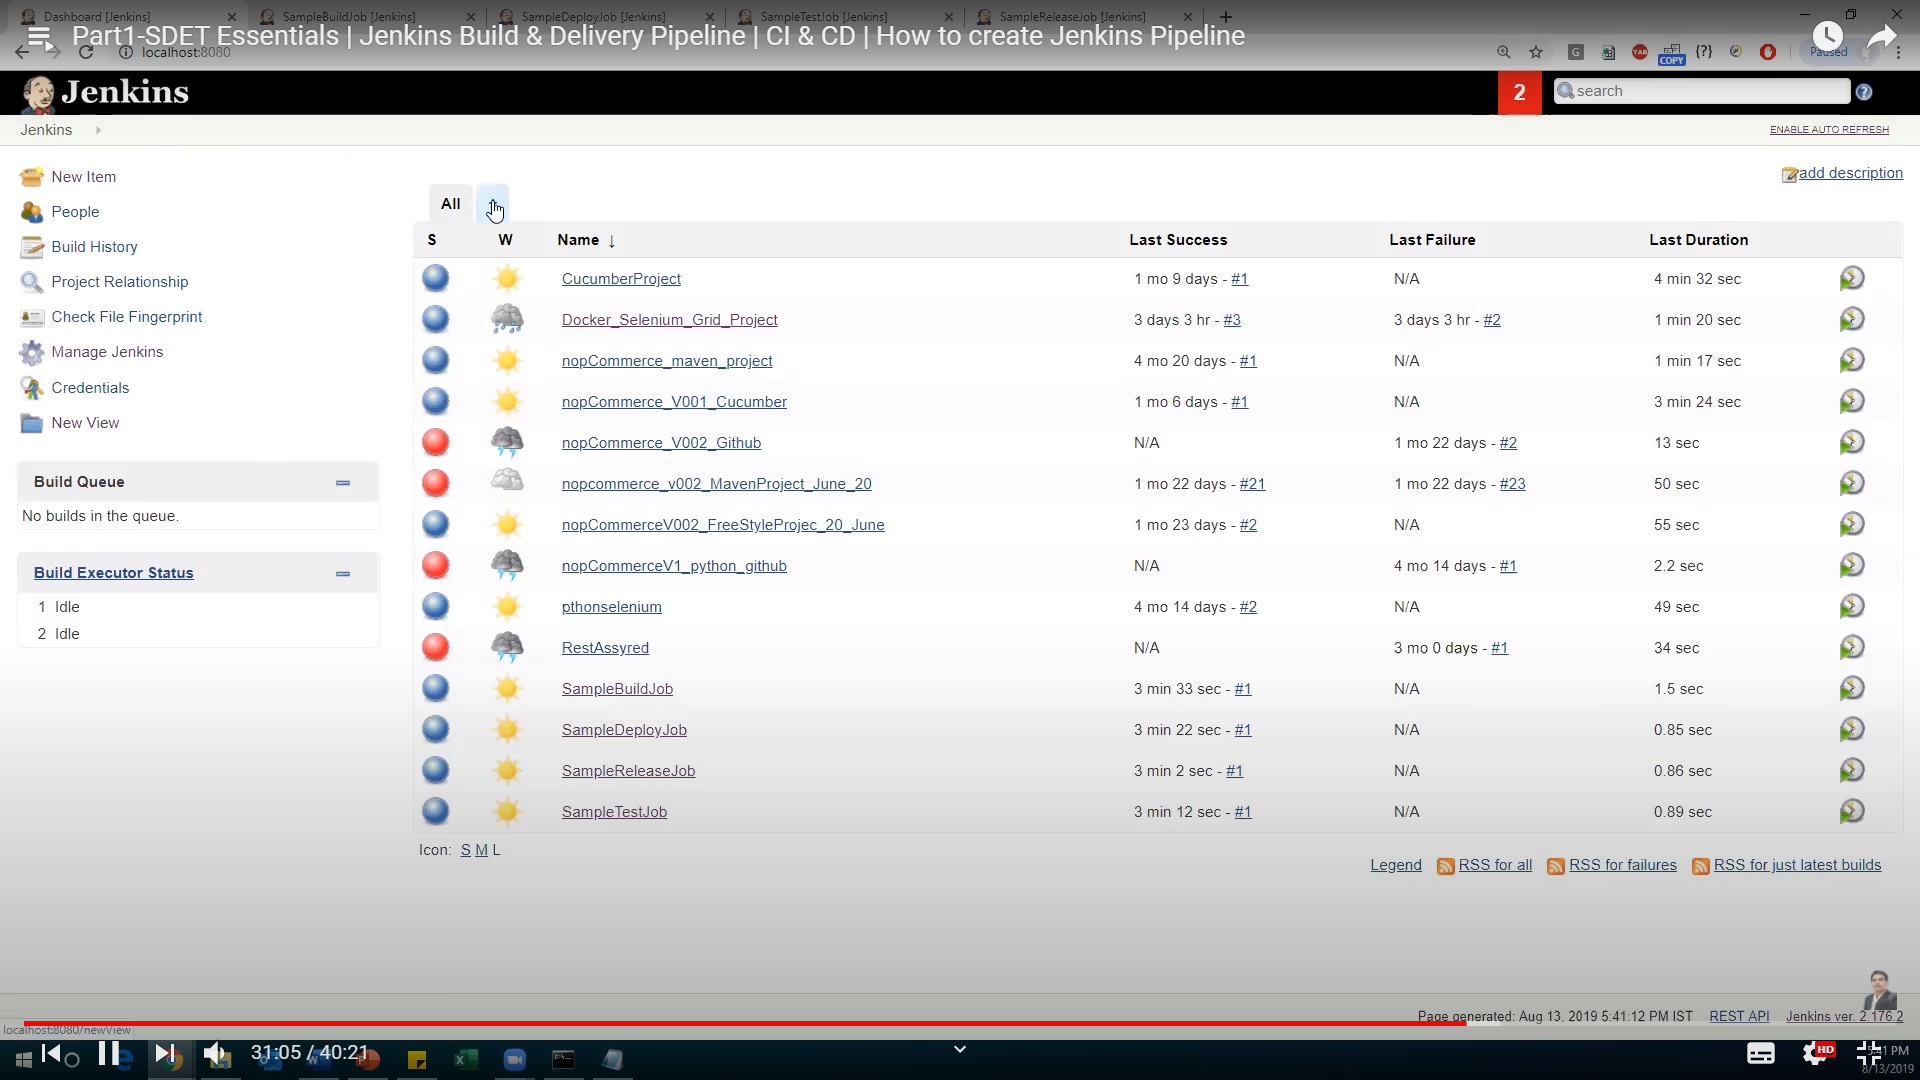 Dashboard [Jenkins]
SampleBuildJob [Jenkins]
SampleDeployJob [Jenkins]
SampleTestJob [Jenkins]
SampleReleaseJob [Jenkins]
Part1-SDET Essentials | Jenkins Build & Delivery Pipeline | CI & CD | How to create Jenkins Pipeline
localhost:8080
COPY
Paused
Jenkins
2
search
Jenkins
ENABLE AUTO REFRESH
New Item
People
Build History
Project Relationship
Check File Fingerprint
Manage Jenkins
Credentials
New View
Build Queue
No builds in the queue.
Build Executor Status
1 Idle
2 Idle
add description
All
S W Name ↓ Last Success Last Failure Last Duration
CucumberProject 1 mo 9 days - #1 N/A 4 min 32 sec
Docker_Selenium_Grid_Project 3 days 3 hr - #3 3 days 3 hr - #2 1 min 20 sec
nopCommerce_maven_project 4 mo 20 days - #1 N/A 1 min 17 sec
nopCommerce_V001_Cucumber 1 mo 6 days - #1 N/A 3 min 24 sec
nopCommerce_V002_Github N/A 1 mo 22 days - #2 13 sec
nopcommerce_v002_MavenProject_June_20 1 mo 22 days - #21 1 mo 22 days - #23 50 sec
nopCommerceV002_FreeStyleProjec_20_June 1 mo 23 days - #2 N/A 55 sec
nopCommerceV1_python_github N/A 4 mo 14 days - #1 2.2 sec
pthonselenium 4 mo 14 days - #2 N/A 49 sec
RestAssyred N/A 3 mo 0 days - #1 34 sec
SampleBuildJob 3 min 33 sec - #1 N/A 1.5 sec
SampleDeployJob 3 min 22 sec - #1 N/A 0.85 sec
SampleReleaseJob 3 min 2 sec - #1 N/A 0.86 sec
SampleTestJob 3 min 12 sec - #1 N/A 0.89 sec
Icon: S M L
Legend RSS for all RSS for failures RSS for just latest builds
Page generated: Aug 13, 2019 5:41:12 PM IST REST API Jenkins ver. 2.176.2
localhost:8080/newView
31:05 / 40:21
HD
5:41 PM
8/13/2019